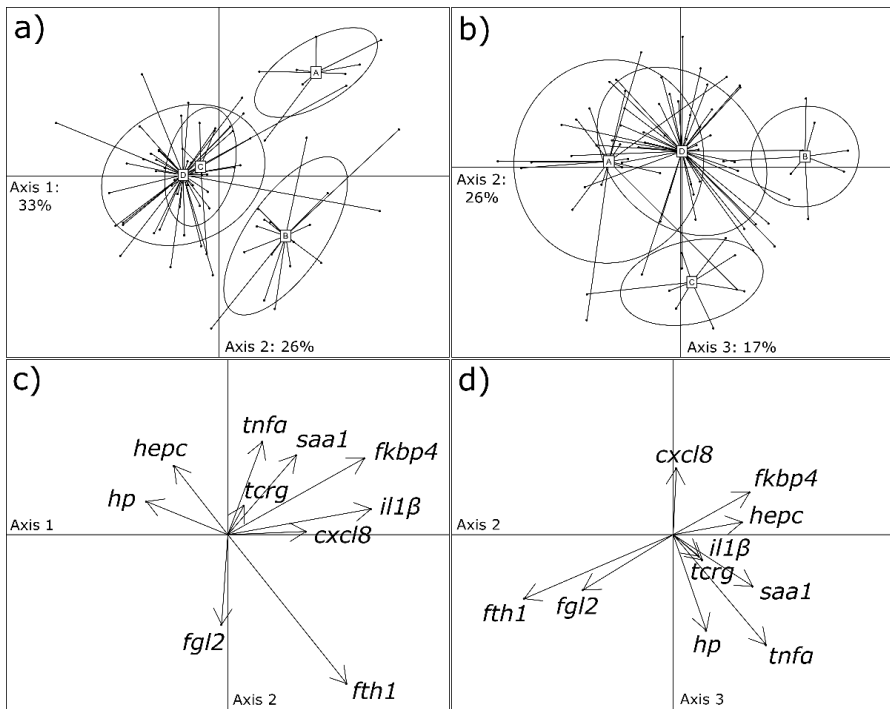 a)
A
C
D
B
Axis 1:
33%
Axis 2: 26%
b)
D
B
A
C
Axis 2:
26%
Axis 3: 17%
c)
tnfa
saa1
hepc
fkbp4
tcrg
hp
il1β
Axis 1
cxcl8
fgl2
fth1
Axis 2
d)
cxcl8
fkbp4
hepc
Axis 2
il1β
tcrg
saa1
fth1
fgl2
hp
tnfa
Axis 3